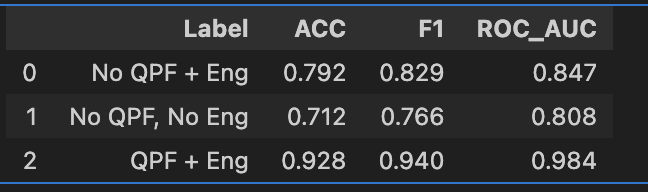 Label ACC F1 ROC_AUC
0 No QPF + Eng 0.792 0.829 0.847
1 No QPF, No Eng 0.712 0.766 0.808
2 QPF + Eng 0.928 0.940 0.984